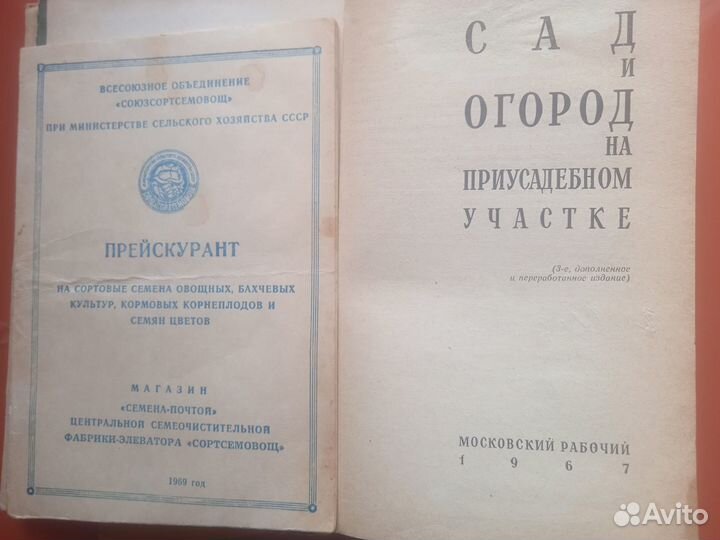 ВСЕСОЮЗНОЕ ОБЪЕДИНЕНИЕ
«СОЮЗСОРТСЕМОВОЩ»
ПРИ МИНИСТЕРСТВЕ СЕЛЬСКОГО ХОЗЯЙСТВА СССР
ПРЕЙСКУРАНТ
НА СОРТОВЫЕ СЕМЕНА ОВОЩНЫХ, БАХЧЕВЫХ
КУЛЬТУР, КОРМОВЫХ КОРНЕПЛОДОВ И
СЕМЯН ЦВЕТОВ
МАГАЗИН
«СЕМЕНА-ПОЧТОЙ»
ЦЕНТРАЛЬНОЙ СЕМЕОЧИСТИТЕЛЬНОЙ
ФАБРИКИ-ЭЛЕВАТОРА «СОРТСЕМОВОЩ»
1969 год
САД
И
ОГОРОД
НА
ПРИУСАДЕБНОМ
УЧАСТКЕ
(3-е, дополненное
и переработанное издание)
МОСКОВСКИЙ РАБОЧИЙ
1967
Avito